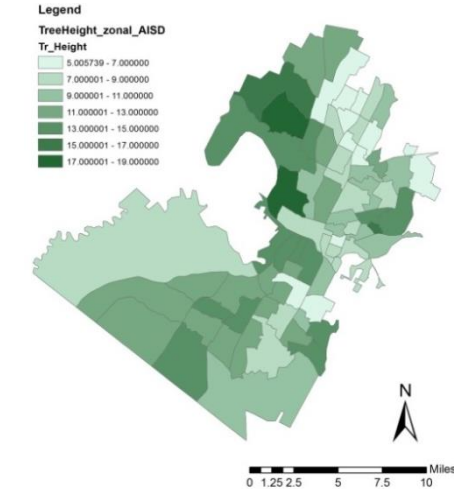 Legend
TreeHeight_zonal_AISD
Tr_Height
5.005739 - 7.000000
7.000001 - 9.000000
9.000001 - 11.000000
11.000001 - 13.000000
13.000001 - 15.000000
15.000001 - 17.000000
17.000001 - 19.000000
N
Miles
0 1.25 2.5 5 7.5 10